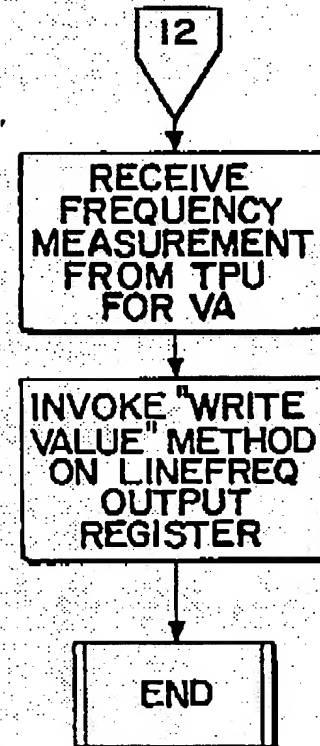 12
RECEIVE
FREQUENCY
MEASUREMENT
FROM TPU
FOR VA
INVOKE "WRITE
VALUE" METHOD
ON LINEFREQ
OUTPUT
REGISTER
END